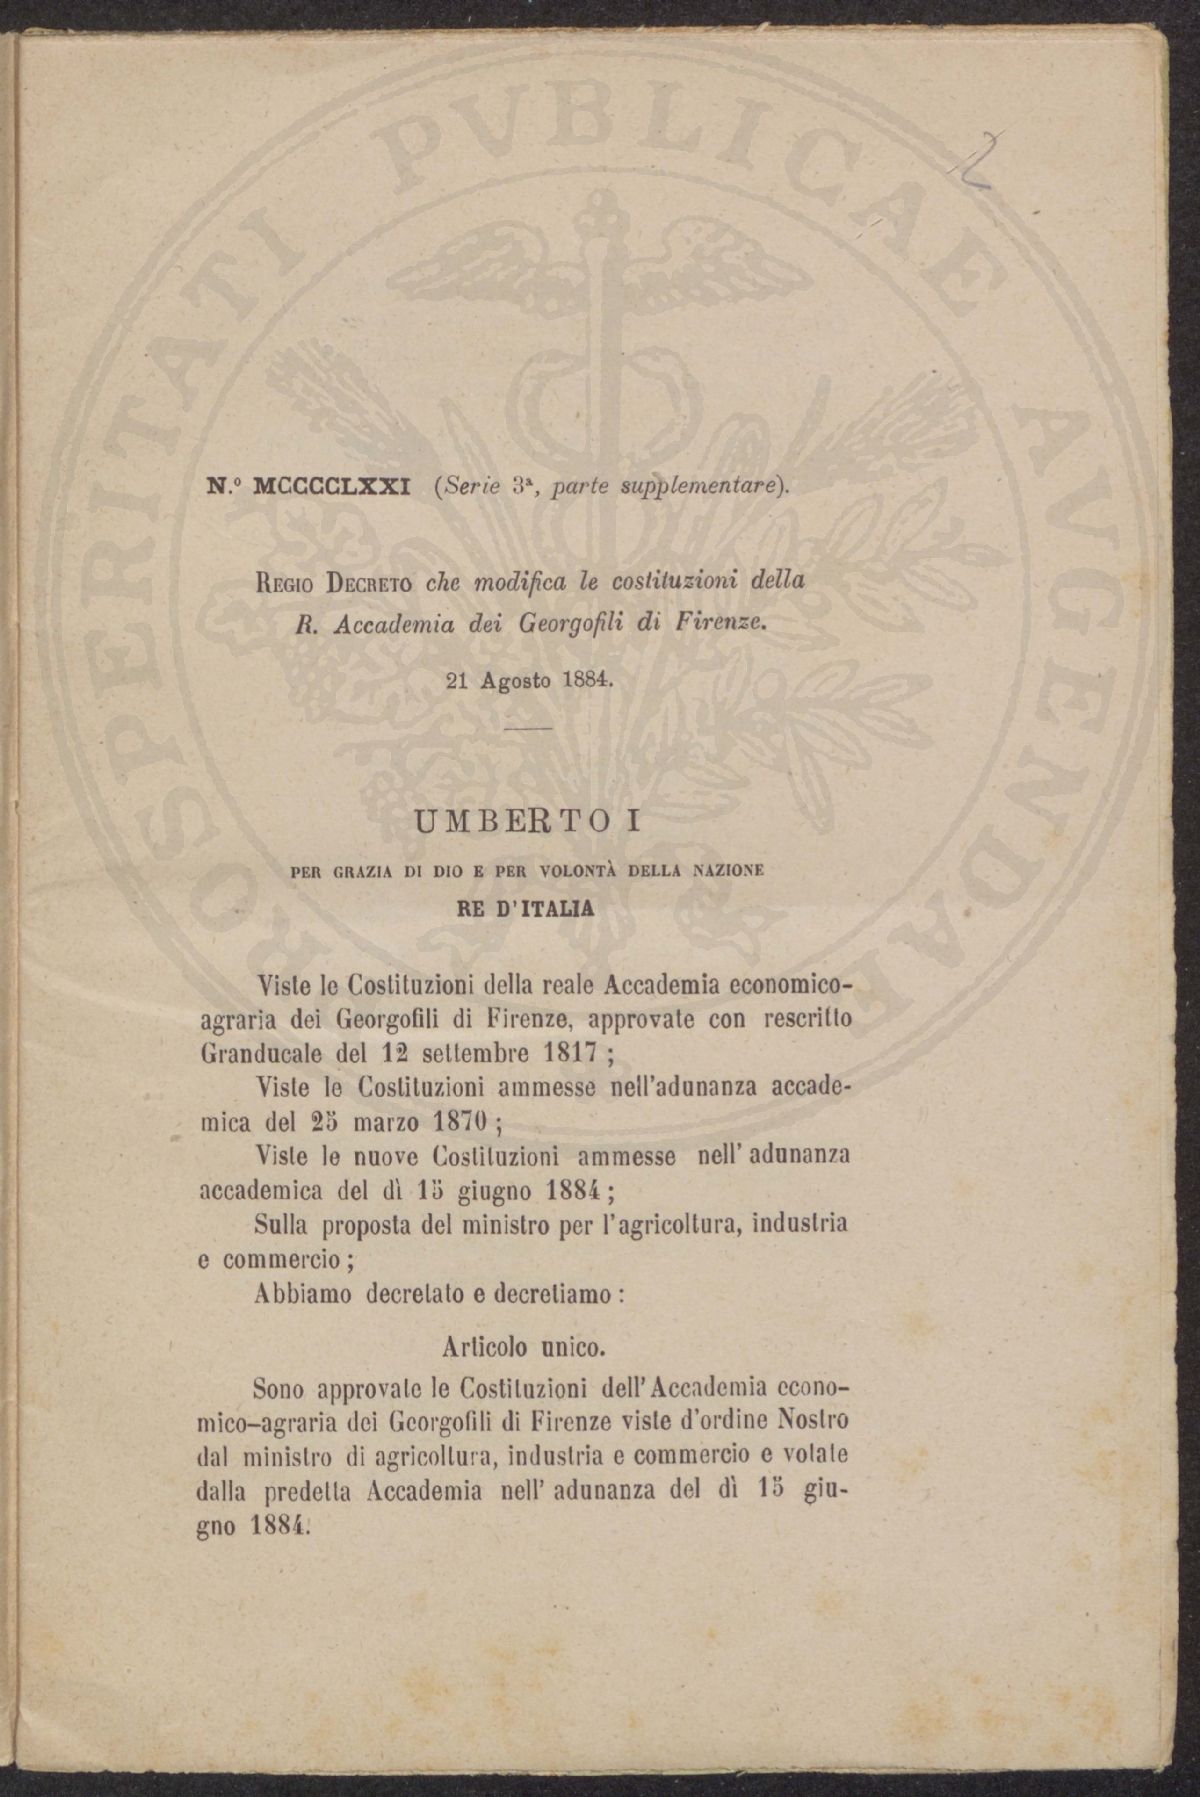 2
N.º MCCCCLXXI (Serie 3ª, parte supplementare).
REGIO DECRETO che modifica le costituzioni della
R. Accademia dei Georgofili di Firenze.
21 Agosto 1884.
UMBERTO I
PER GRAZIA DI DIO E PER VOLONTÀ DELLA NAZIONE
RE D'ITALIA
Viste le Costituzioni della reale Accademia economico-
agraria dei Georgofili di Firenze, approvate con rescritto
Granducale del 12 settembre 1817;
Viste le Costituzioni ammesse nell'adunanza accade-
mica del 25 marzo 1870;
Viste le nuove Costituzioni ammesse nell'adunanza
accademica del dì 15 giugno 1884;
Sulla proposta del ministro per l'agricoltura, industria
e commercio;
Abbiamo decretato e decretiamo:
Articolo unico.
Sono approvate le Costituzioni dell'Accademia econo-
mico-agraria dei Georgofili di Firenze viste d'ordine Nostro
dal ministro di agricoltura, industria e commercio e votate
dalla predetta Accademia nell'adunanza del dì 15 giu-
gno 1884.
PROSPERITATI PVBLICAE AVGENDAE